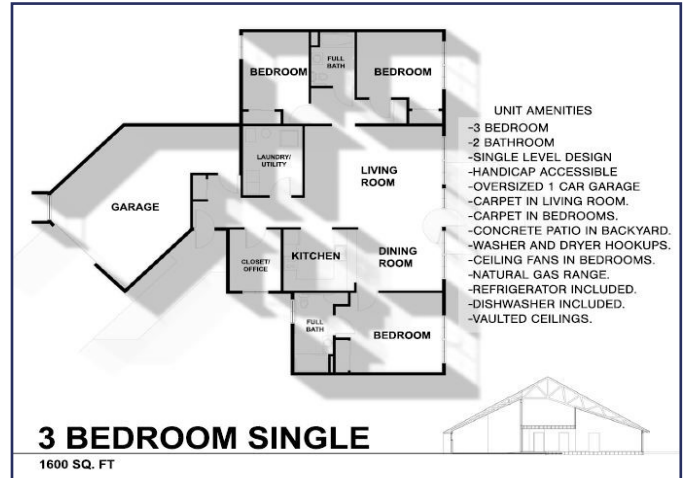 BEDROOM
FULL
BATH
BEDROOM
LAUNDRY/
UTILITY
LIVING
ROOM
GARAGE
CLOSET/
OFFICE
KITCHEN
DINING
ROOM
FULL
BATH
BEDROOM
UNIT AMENITIES
-3 BEDROOM
-2 BATHROOM
-SINGLE LEVEL DESIGN
-HANDICAP ACCESSIBLE
-OVERSIZED 1 CAR GARAGE
-CARPET IN LIVING ROOM.
-CARPET IN BEDROOMS.
-CONCRETE PATIO IN BACKYARD.
-WASHER AND DRYER HOOKUPS.
-CEILING FANS IN BEDROOMS.
-NATURAL GAS RANGE.
-REFRIGERATOR INCLUDED.
-DISHWASHER INCLUDED.
-VAULTED CEILINGS.
3 BEDROOM SINGLE
1600 SQ. FT